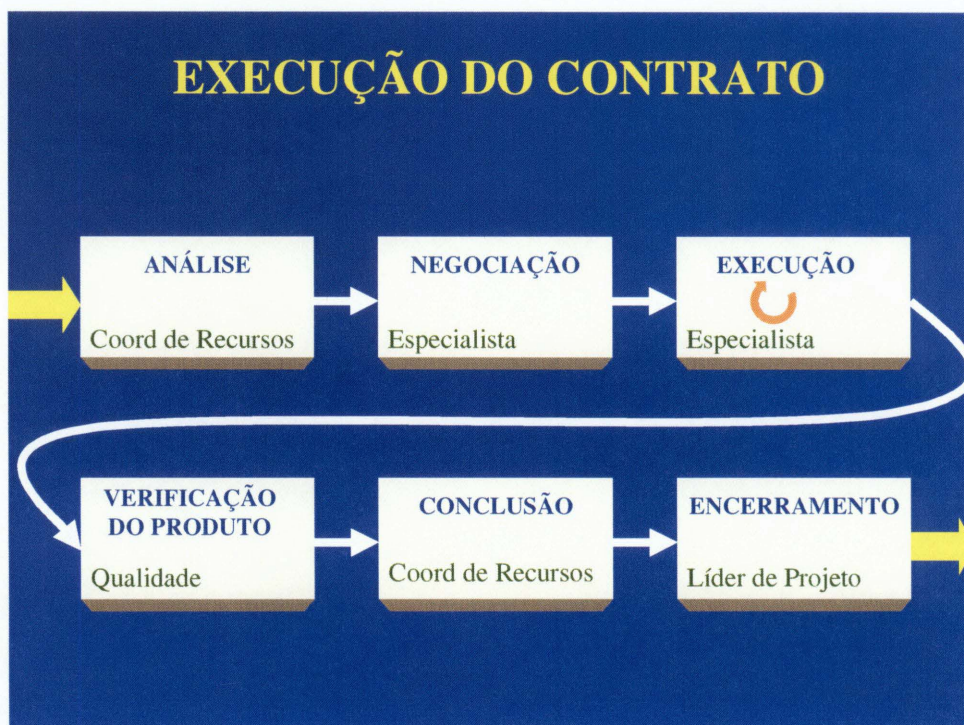 EXECUÇÃO DO CONTRATO
ANÁLISE
Coord de Recursos
NEGOCIAÇÃO
Especialista
EXECUÇÃO
Especialista
VERIFICAÇÃO
DO PRODUTO
Qualidade
CONCLUSÃO
Coord de Recursos
ENCERRAMENTO
Líder de Projeto